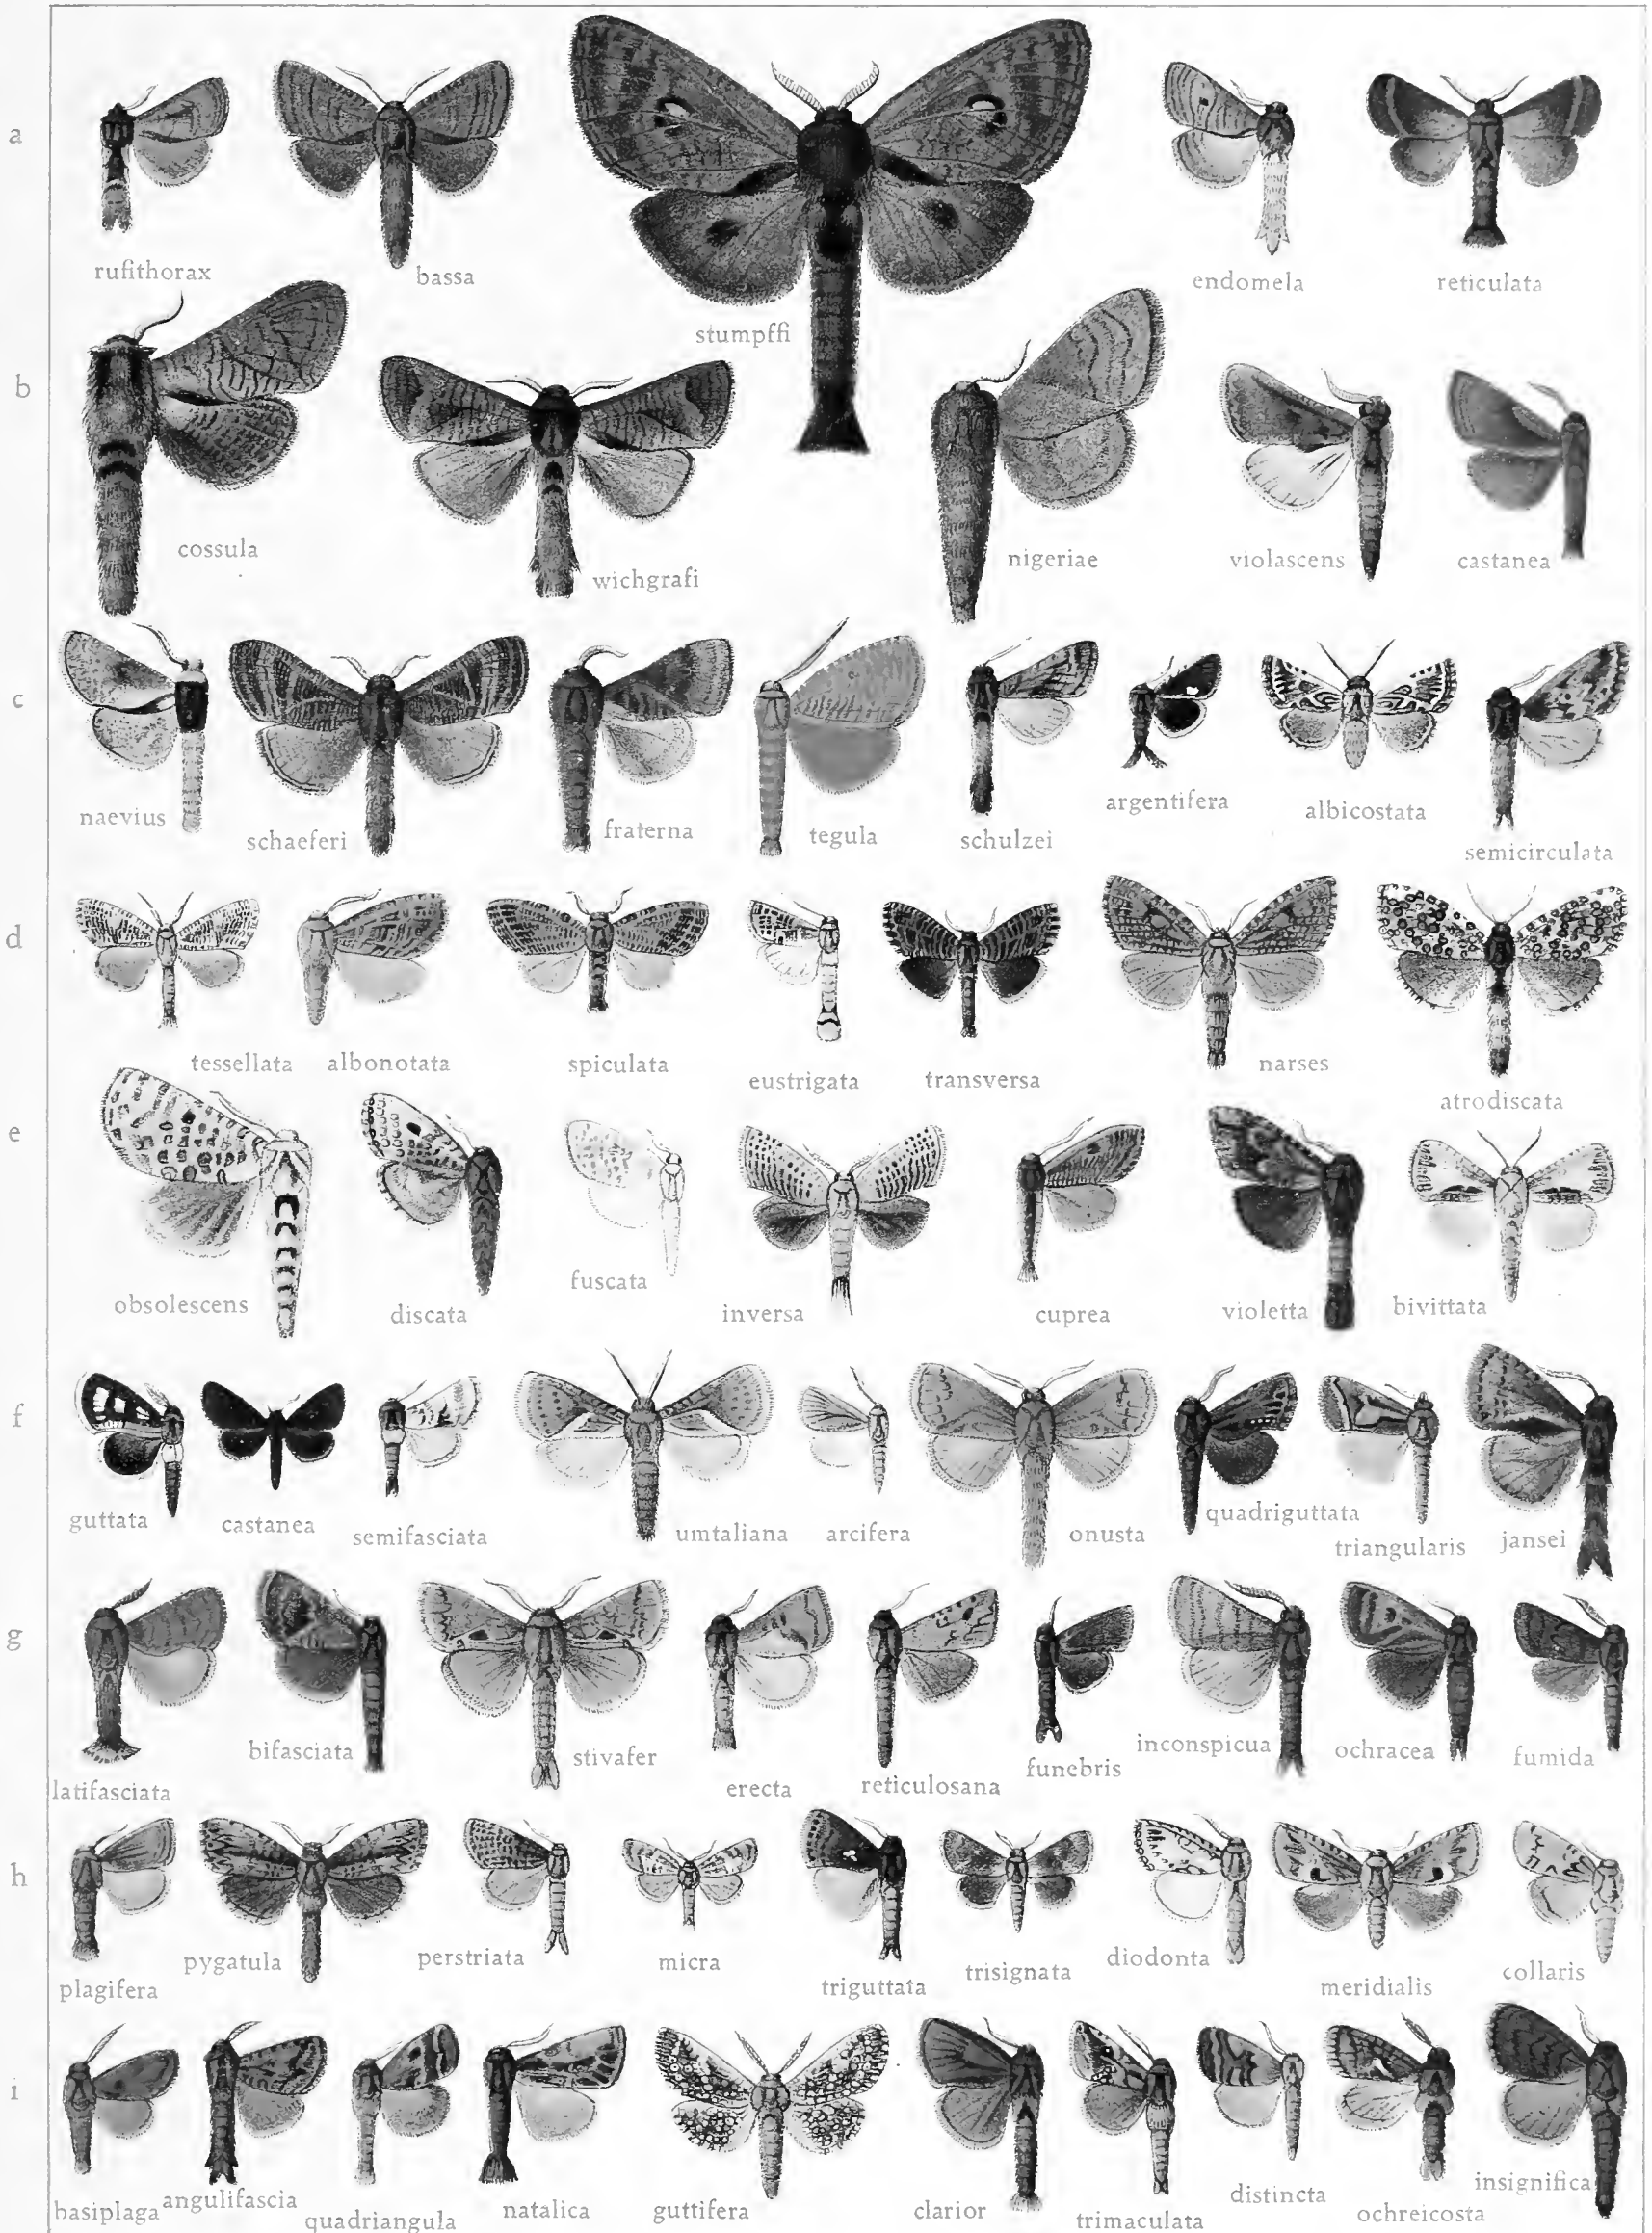 a
rufithorax
bassa
stumpffi
endomela
reticulata
b
cossula
wichgrafi
nigeriae
violascens
castanea
c
naevius
schaeferi
fraterna
tegula
schulzei
argentifera
albicostata
semicirculata
d
tessellata
albonotata
spiculata
eustrigata
transversa
narses
atrodiscata
e
obsolescens
discata
fuscata
inversa
cuprea
violetta
bivittata
f
guttata
castanea
semifasciata
umtaliana
arcifera
onusta
quadriguttata
triangularis
jansei
g
latifasciata
bifasciata
stivafer
erecta
reticulosana
funebris
inconspicua
ochracea
fumida
h
plagifera
pygatula
perstriata
micra
triguttata
trisignata
diodonta
meridialis
collaris
i
basiplaga
angulifascia
quadriangula
natalica
guttifera
clarior
trimaculata
distincta
ochreicosta
insignifica